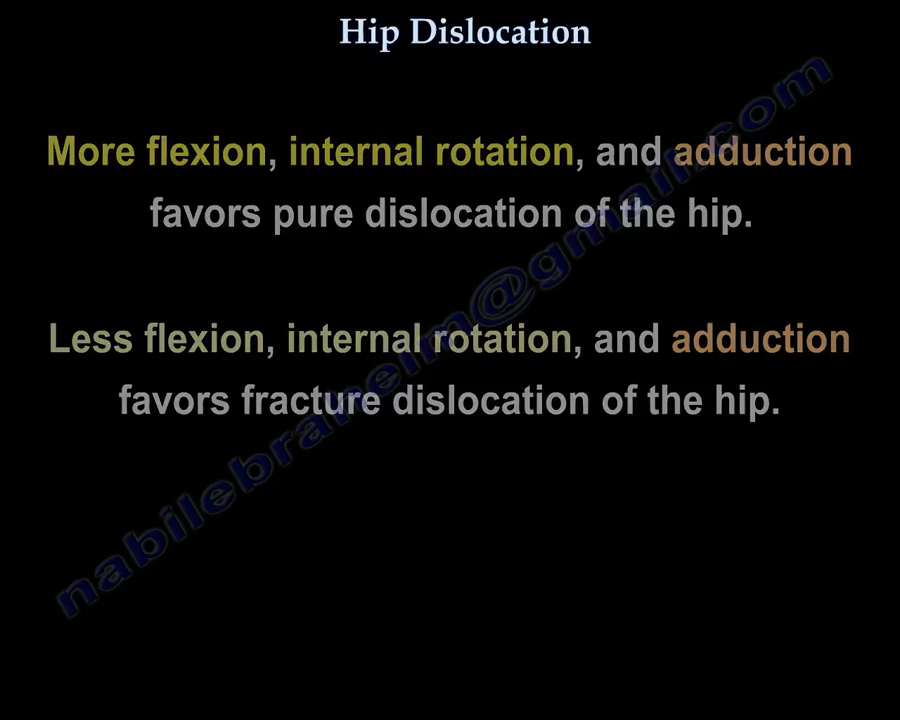 Hip Dislocation
More flexion, internal rotation, and adduction
favors pure dislocation of the hip.
Less flexion, internal rotation, and adduction
favors fracture dislocation of the hip.
nabilebraheim@gmail.com